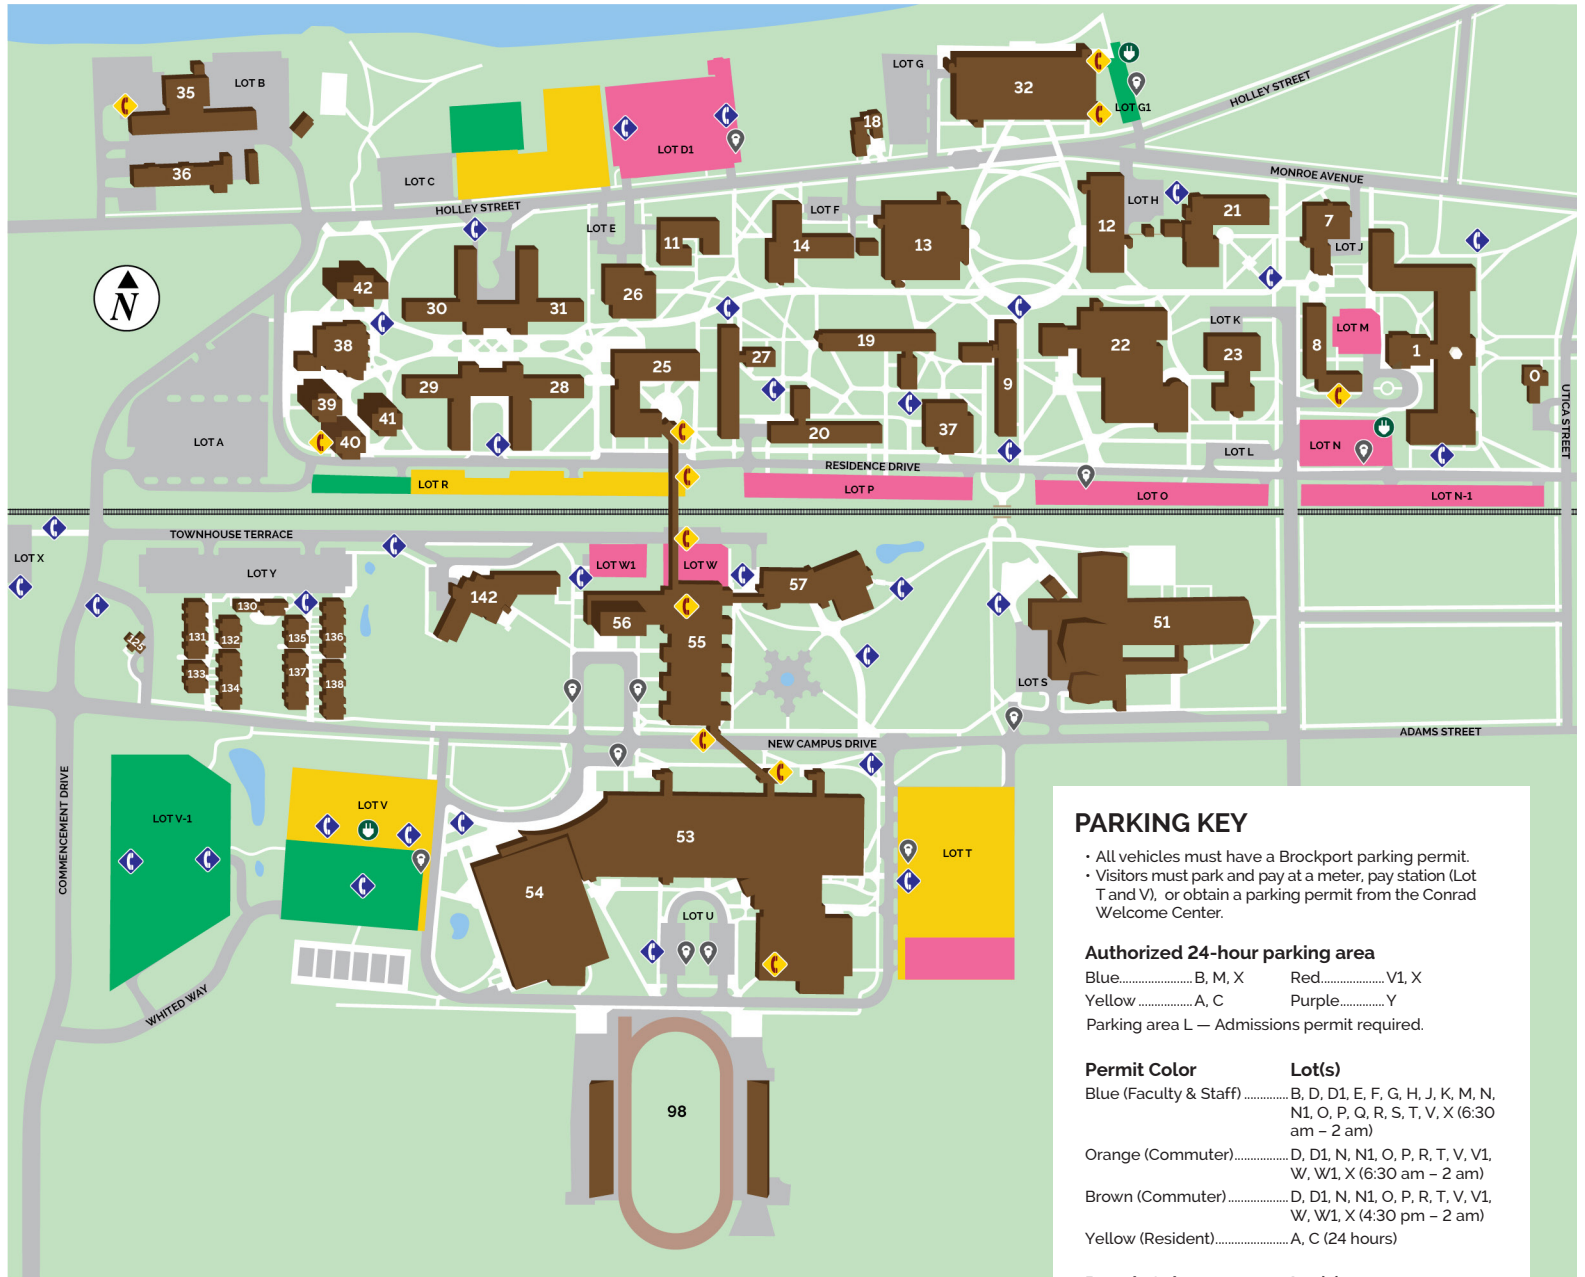 35
LOT B
36
LOT C
LOT D1
LOT G
18
32
LOT G1
HOLLEY STREET
HOLLEY STREET
MONROE AVENUE
LOT E
11
LOT F
14
13
12
LOT H
21
7
LOT J
N
42
30
31
26
38
25
27
19
9
22
LOT K
23
8
LOT M
1
0
UTICA STREET
29
28
39
41
40
20
37
LOT A
LOT L
LOT N
RESIDENCE DRIVE
LOT R
LOT P
LOT O
LOT N-1
TOWNHOUSE TERRACE
LOT X
LOT Y
142
LOT W1
LOT W
57
56
55
51
130
131
132
135
136
125
133
134
137
138
LOT S
NEW CAMPUS DRIVE
ADAMS STREET
COMMENCEMENT DRIVE
LOT V-1
LOT V
53
54
LOT T
LOT U
WHITED WAY
98
PARKING KEY
• All vehicles must have a Brockport parking permit.
• Visitors must park and pay at a meter, pay station (Lot
T and V), or obtain a parking permit from the Conrad
Welcome Center.
Authorized 24-hour parking area
Blue........................B, M, X Red.....................V1, X
Yellow ..................A, C Purple...............Y
Parking area L — Admissions permit required.
Permit Color Lot(s)
Blue (Faculty & Staff) ..............B, D, D1, E, F, G, H, J, K, M, N,
N1, O, P, Q, R, S, T, V, X (6:30
am – 2 am)
Orange (Commuter)..................D, D1, N, N1, O, P, R, T, V, V1,
W, W1, X (6:30 am – 2 am)
Brown (Commuter) ....................D, D1, N, N1, O, P, R, T, V, V1,
W, W1, X (4:30 pm – 2 am)
Yellow (Resident)........................A, C (24 hours)